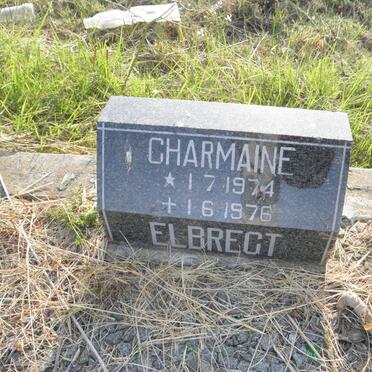 CHARMAINE
* 1 7 1974
+ 1 6 1976
ELBRECT